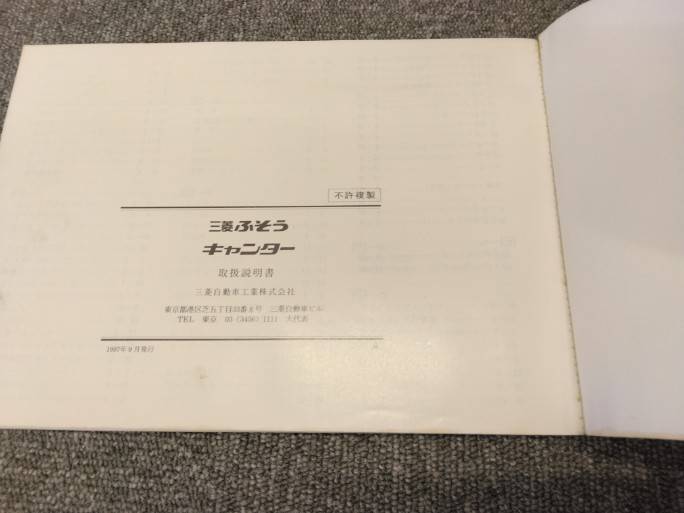 不許複製
三菱ふそう
キャンター
取扱説明書
三菱自動車工業株式会社
東京都港区芝五丁目33番8号 三菱自動車ビル
TEL 東京 03 (3456) 1111 大代表
1997年9月発行